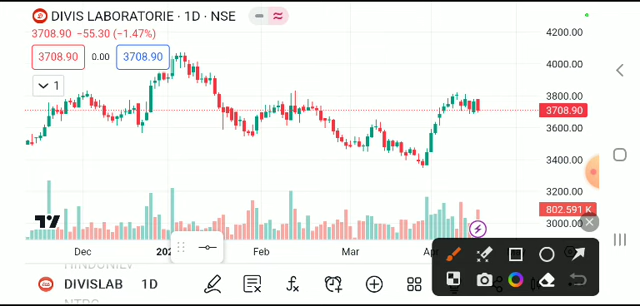 DIVIS LABORATORIE · 1D · NSE
3708.90 −55.30 (−1.47%)
3708.90 0.00 3708.90
1
4200.00
4000.00
3800.00
3708.90
3600.00
3400.00
3200.00
802.591 K
3000.00
Dec Feb Mar
DIVISLAB 1D